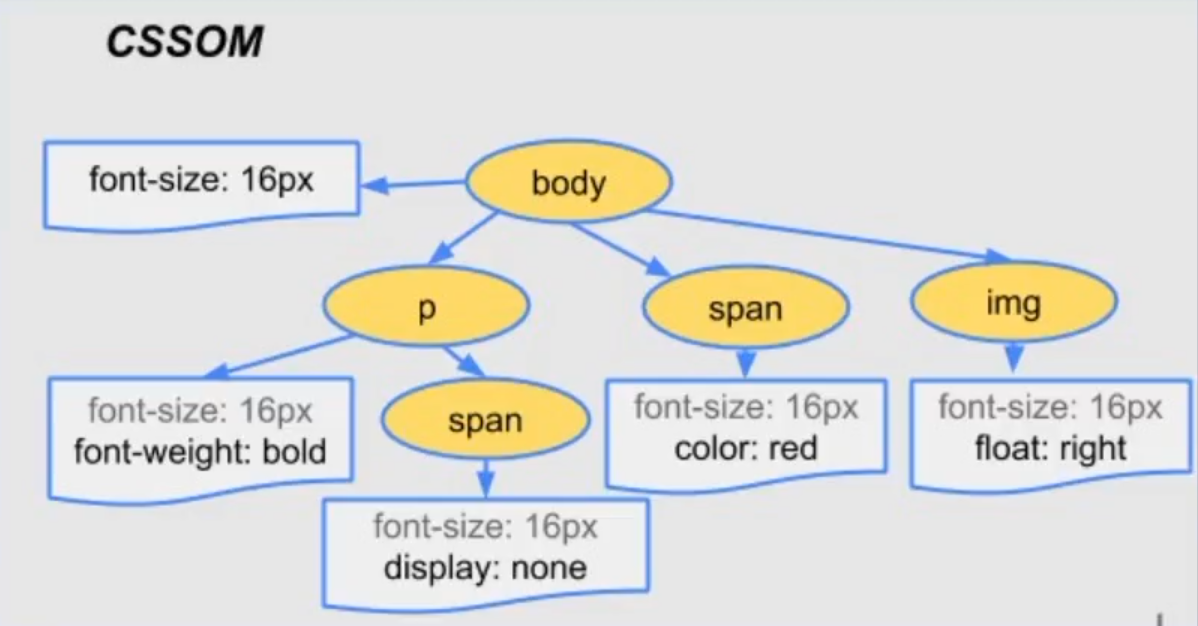 CSSOM
font-size: 16px
body
p
span
img
font-size: 16px
font-weight: bold
span
font-size: 16px
color: red
font-size: 16px
float: right
font-size: 16px
display: none